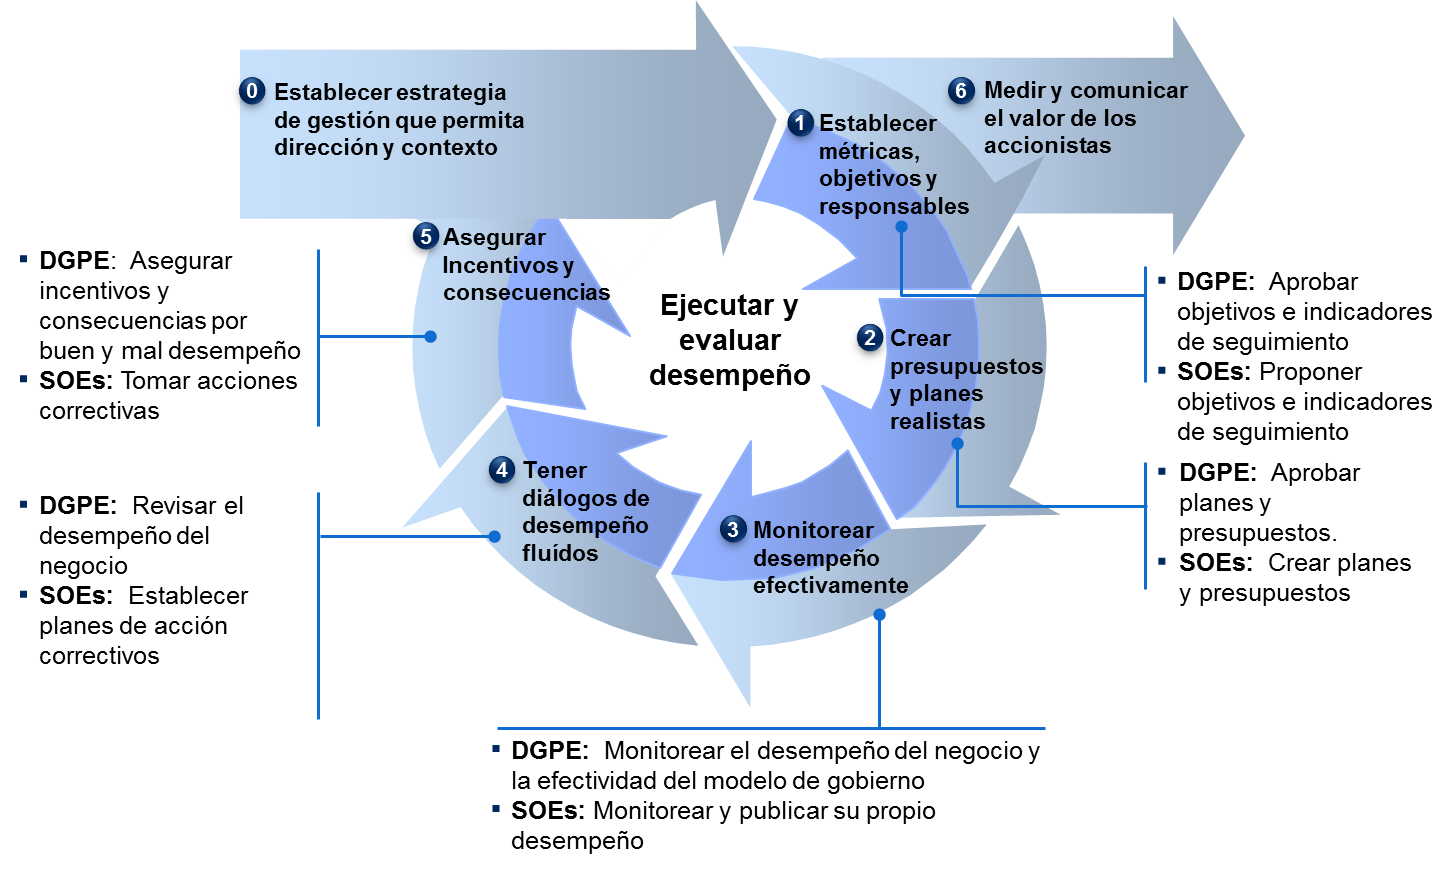 0 Establecer estrategia
de gestión que permita
dirección y contexto
6 Medir y comunicar
el valor de los
accionistas
1 Establecer
métricas,
objetivos y
responsables
5 Asegurar
Incentivos y
consecuencias
Ejecutar y
evaluar
desempeño
2 Crear
presupuestos
y planes
realistas
4 Tener
diálogos de
desempeño
fluídos
3 Monitorear
desempeño
efectivamente
▪ DGPE: Asegurar
incentivos y
consecuencias por
buen y mal desempeño
▪ SOEs: Tomar acciones
correctivas
▪ DGPE: Revisar el
desempeño del
negocio
▪ SOEs: Establecer
planes de acción
correctivos
▪ DGPE: Aprobar
objetivos e indicadores
de seguimiento
▪ SOEs: Proponer
objetivos e indicadores
de seguimiento
▪ DGPE: Aprobar
planes y
presupuestos.
▪ SOEs: Crear planes
y presupuestos
▪ DGPE: Monitorear el desempeño del negocio y
la efectividad del modelo de gobierno
▪ SOEs: Monitorear y publicar su propio
desempeño